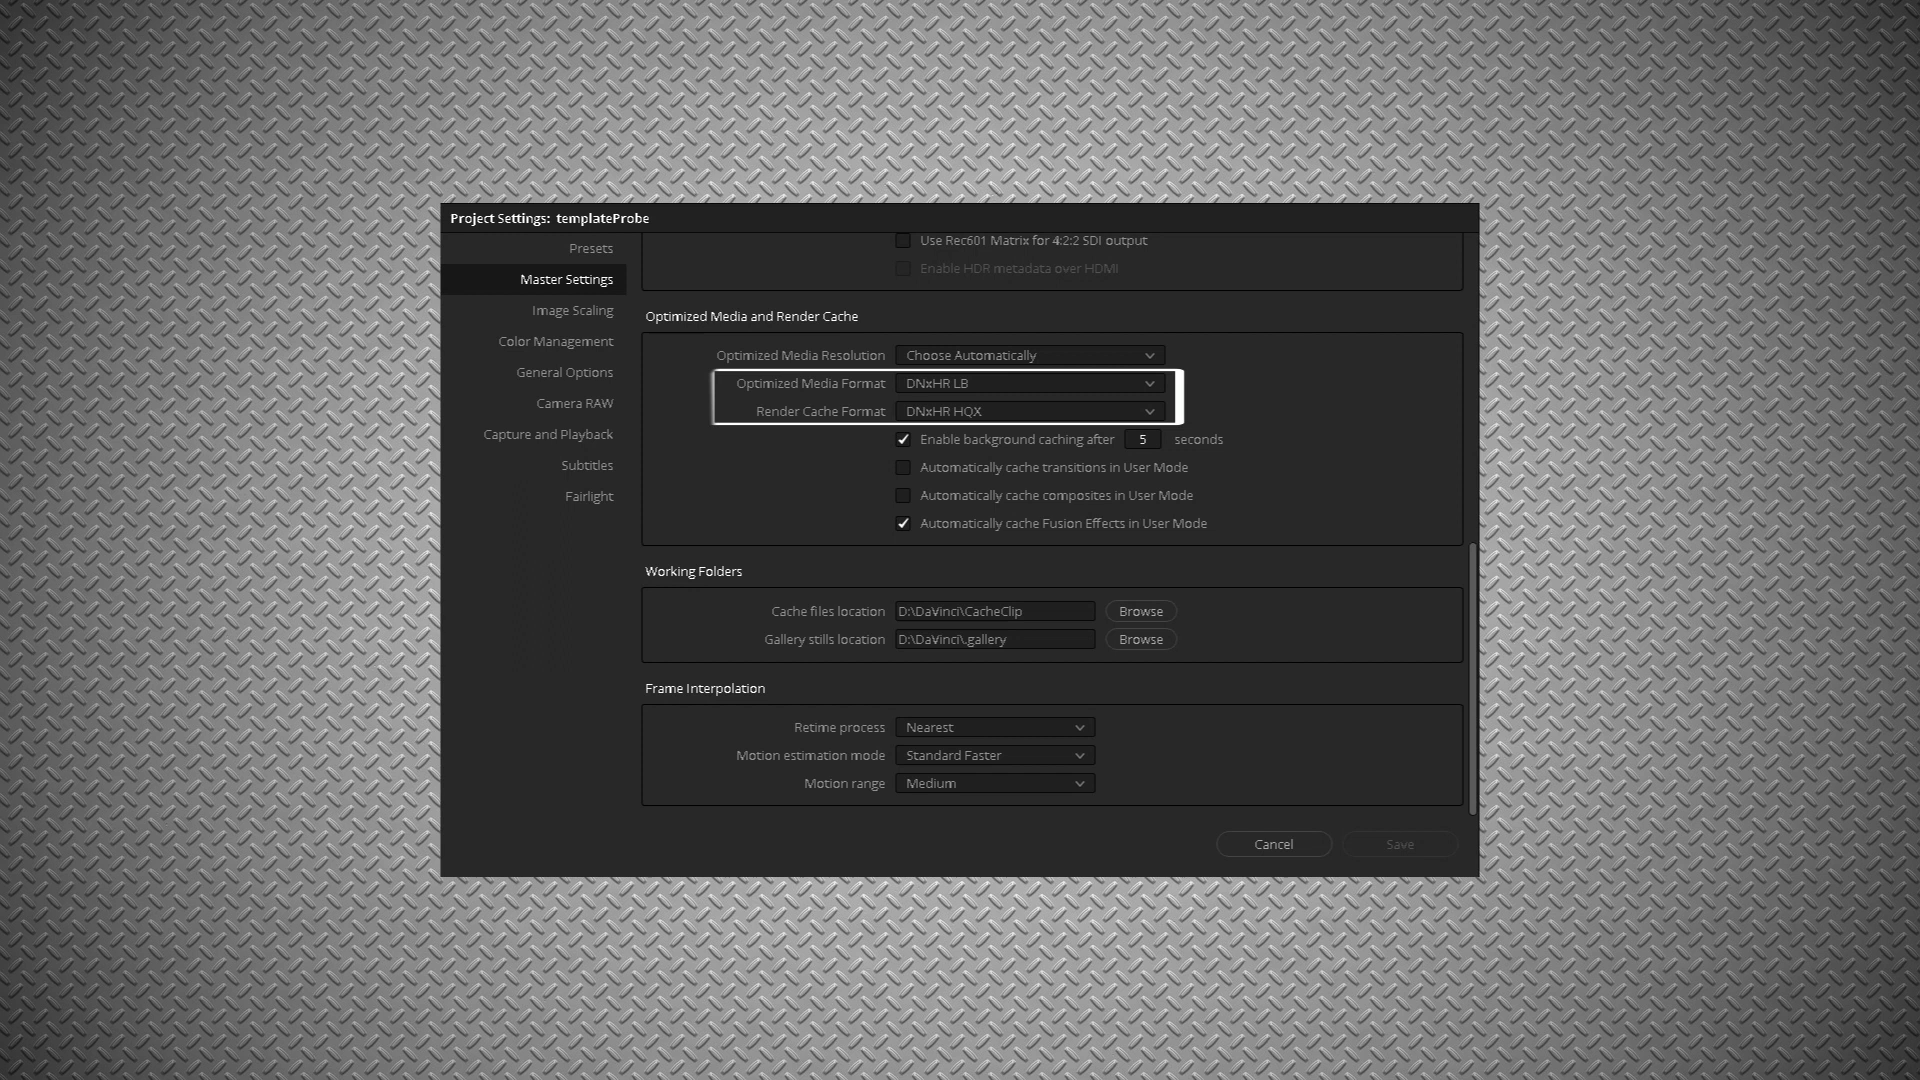 Project Settings: templateProbe
Presets
Master Settings
Image Scaling
Color Management
General Options
Camera RAW
Capture and Playback
Subtitles
Fairlight
Use Rec601 Matrix for 4:2:2 SDI output
Enable HDR metadata over HDMI
Optimized Media and Render Cache
Optimized Media Resolution Choose Automatically
Optimized Media Format DNxHR LB
Render Cache Format DNxHR HQX
Enable background caching after 5 seconds
Automatically cache transitions in User Mode
Automatically cache composites in User Mode
Automatically cache Fusion Effects in User Mode
Working Folders
Cache files location D:\DaVinci\CacheClip Browse
Gallery stills location D:\DaVinci\.gallery Browse
Frame Interpolation
Retime process Nearest
Motion estimation mode Standard Faster
Motion range Medium
Cancel Save